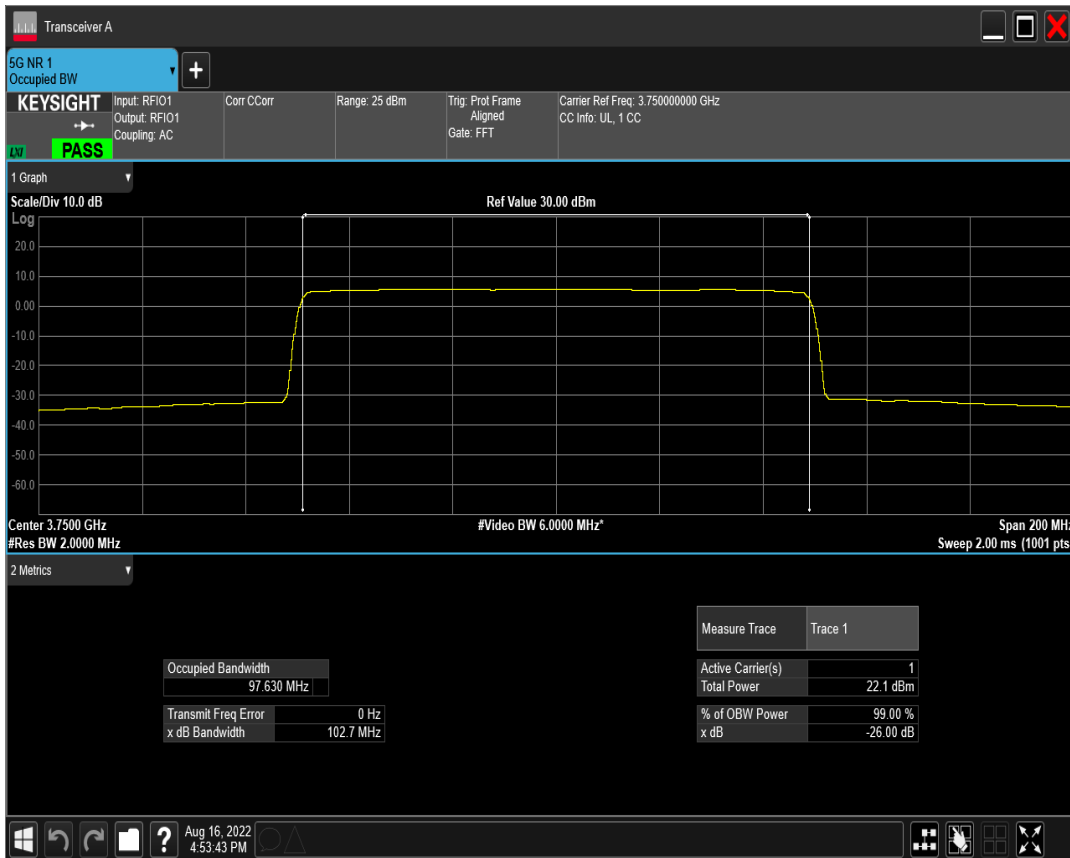 Transceiver A
5G NR 1
Occupied BW
+
KEYSIGHT
LXI
PASS
Input: RFIO1
Output: RFIO1
Coupling: AC
Corr CCorr
Range: 25 dBm
Trig: Prot Frame
Aligned
Gate: FFT
Carrier Ref Freq: 3.750000000 GHz
CC Info: UL, 1 CC
1 Graph
Scale/Div 10.0 dB
Ref Value 30.00 dBm
Log
20.0
10.0
0.00
-10.0
-20.0
-30.0
-40.0
-50.0
-60.0
Center 3.7500 GHz
#Video BW 6.0000 MHz*
Span 200 MHz
#Res BW 2.0000 MHz
Sweep 2.00 ms (1001 pts
2 Metrics
Measure Trace Trace 1
Occupied Bandwidth
97.630 MHz
Transmit Freq Error 0 Hz
x dB Bandwidth 102.7 MHz
Active Carrier(s) 1
Total Power 22.1 dBm
% of OBW Power 99.00 %
x dB -26.00 dB
?
Aug 16, 2022
4:53:43 PM